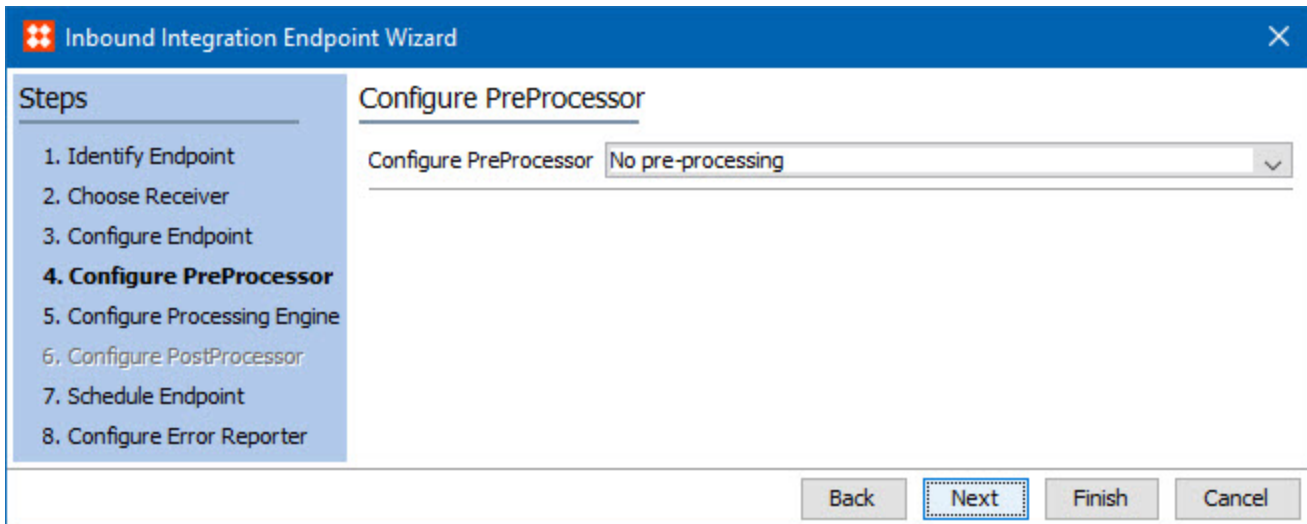 Inbound Integration Endpoint Wizard
Steps
1. Identify Endpoint
2. Choose Receiver
3. Configure Endpoint
4. Configure PreProcessor
5. Configure Processing Engine
6. Configure PostProcessor
7. Schedule Endpoint
8. Configure Error Reporter
Configure PreProcessor
Configure PreProcessor No pre-processing
Back Next Finish Cancel